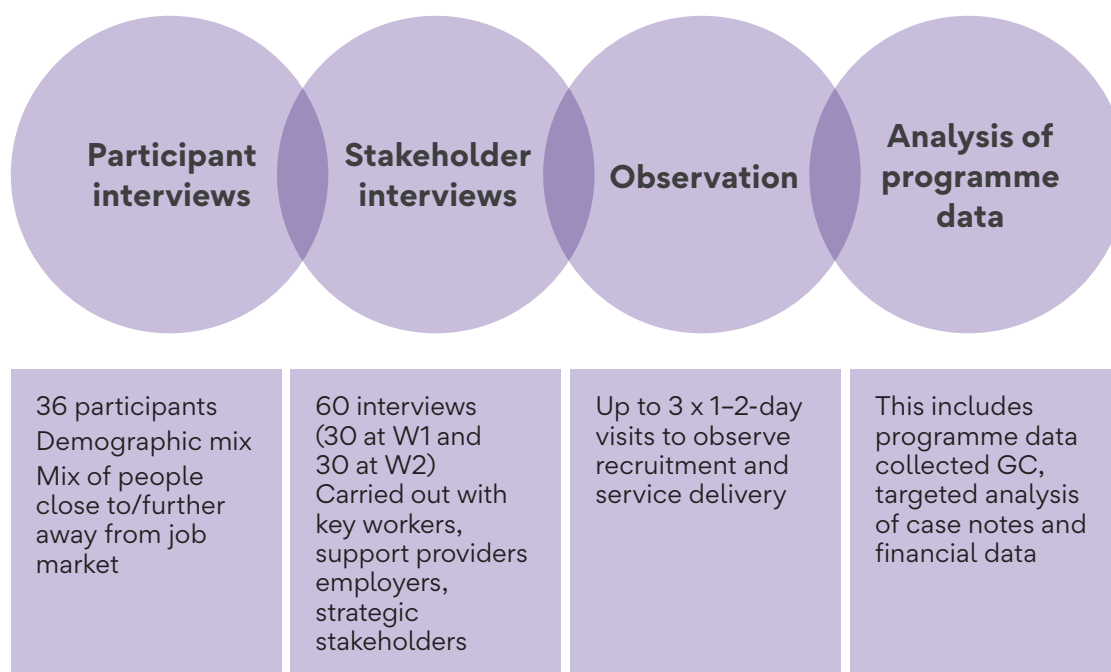 Participant
interviews
Stakeholder
interviews
Observation
Analysis of
programme
data
36 participants
Demographic mix
Mix of people
close to/further
away from job
market
60 interviews
(30 at W1 and
30 at W2)
Carried out with
key workers,
support providers
employers,
strategic
stakeholders
Up to 3 x 1–2-day
visits to observe
recruitment and
service delivery
This includes
programme data
collected GC,
targeted analysis
of case notes and
financial data